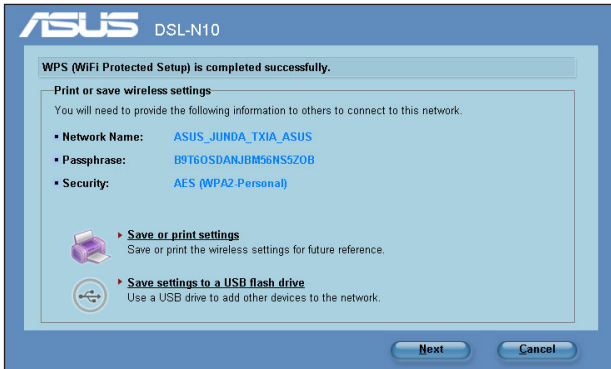 ASUS DSL-N10
WPS (WiFi Protected Setup) is completed successfully.
Print or save wireless settings
You will need to provide the following information to others to connect to this network.
Network Name: ASUS_JUNDA_TXIA_ASUS
Passphrase: B9T6OSDANJBM56NS5ZOB
Security: AES (WPA2-Personal)
Save or print settings
Save or print the wireless settings for future reference.
Save settings to a USB flash drive
Use a USB drive to add other devices to the network.
Next Cancel